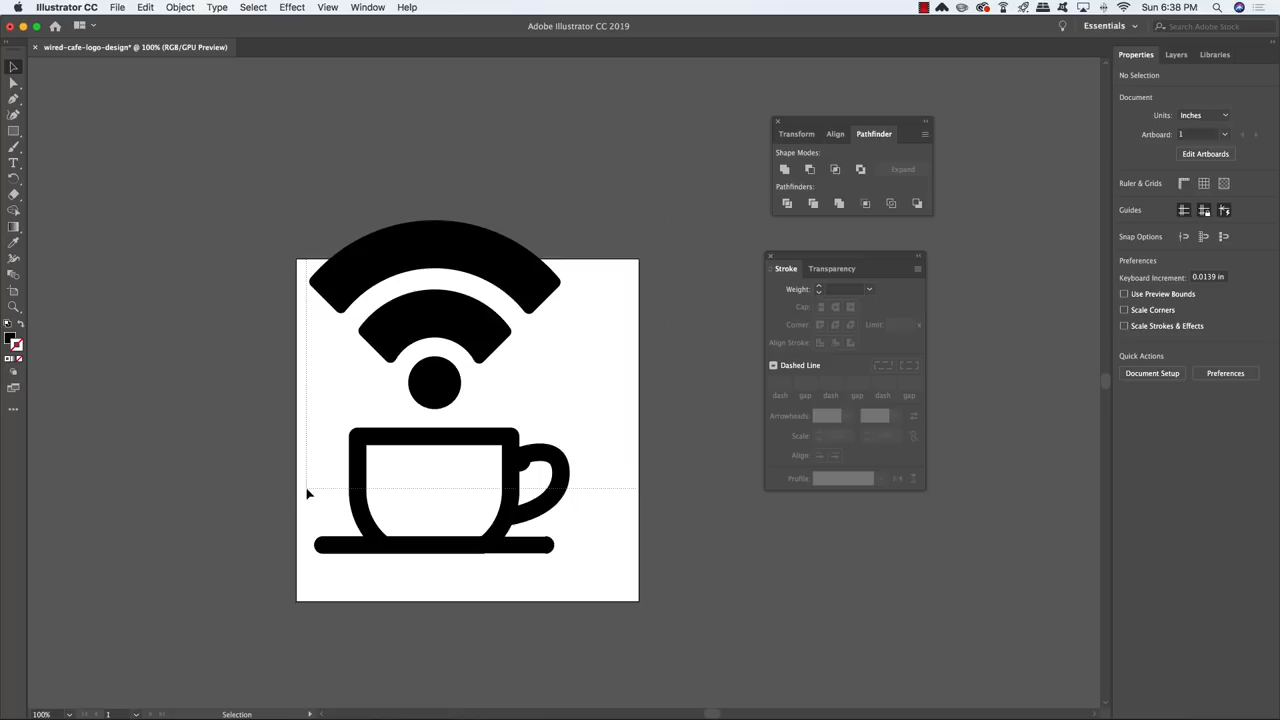 Illustrator CC File Edit Object Type Select Effect View Window Help
Sun 6:38 PM
Adobe Illustrator CC 2019
Essentials
Search Adobe Stock
wired-cafe-logo-design* @ 100% (RGB/GPU Preview)
Properties Layers Libraries
No Selection
Document
Units: Inches
Artboard: 1
Edit Artboards
Ruler & Grids
Guides
Snap Options
Preferences
Keyboard Increment: 0.0139 in
Use Preview Bounds
Scale Corners
Scale Strokes & Effects
Quick Actions
Document Setup Preferences
Transform Align Pathfinder
Shape Modes:
Expand
Pathfinders:
Stroke Transparency
Weight:
Cap:
Corner: Limit: x
Align Stroke:
Dashed Line
dash gap dash gap dash gap
Arrowheads:
Scale:
Align:
Profile:
100% 1 Selection